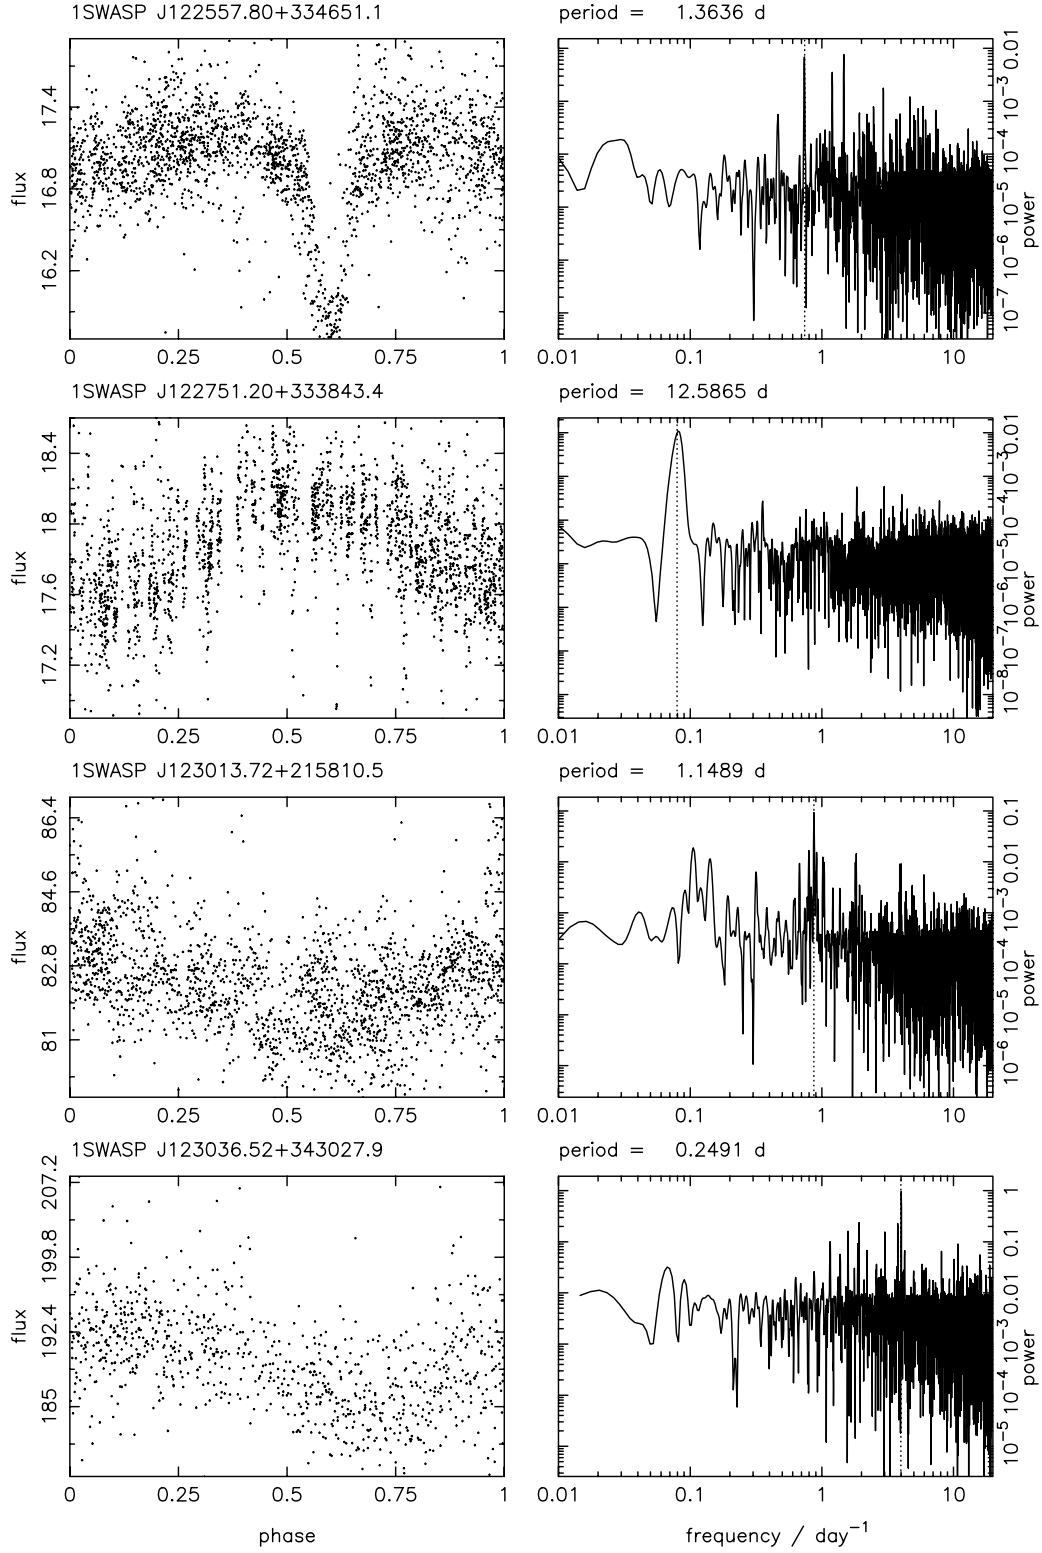 1SWASP J122557.80+334651.1
period = 1.3636 d
flux
17.4
16.8
16.2
0 0.25 0.5 0.75 1
power
0.01
10−3
10−4
10−5
10−6
10−7
0.01 0.1 1 10
1SWASP J122751.20+333843.4
period = 12.5865 d
flux
18.4
18
17.6
17.2
0 0.25 0.5 0.75 1
power
0.01
10−3
10−4
10−5
10−6
10−7
10−8
0.01 0.1 1 10
1SWASP J123013.72+215810.5
period = 1.1489 d
flux
86.4
84.6
82.8
81
0 0.25 0.5 0.75 1
power
0.1
0.01
10−3
10−4
10−5
10−6
0.01 0.1 1 10
1SWASP J123036.52+343027.9
period = 0.2491 d
flux
207.2
199.8
192.4
185
0 0.25 0.5 0.75 1
power
1
0.1
0.01
10−3
10−4
10−5
0.01 0.1 1 10
phase
frequency / day−1